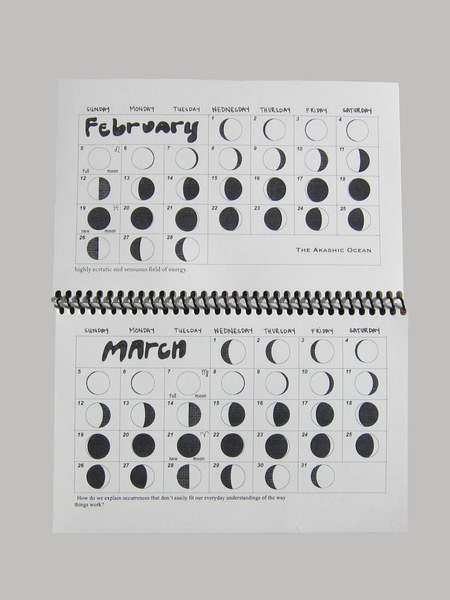 SUNDAY MONDAY TUESDAY WEDNESDAY THURSDAY FRIDAY SATURDAY
February 1 2 3 4
5 6 7 8 9 10 11
full moon
12 13 14 15 16 17 18
19 20 21 22 23 24 25
new moon
26 27 28
THE AKASHIC OCEAN
highly ecstatic and sensuous field of energy.
SUNDAY MONDAY TUESDAY WEDNESDAY THURSDAY FRIDAY SATURDAY
MARCH 1 2 3 4
5 6 7 8 9 10 11
full moon
12 13 14 15 16 17 18
19 20 21 22 23 24 25
new moon
26 27 28 29 30 31
How do we explain occurrences that don't easily fit our everyday understandings of the way
things work?